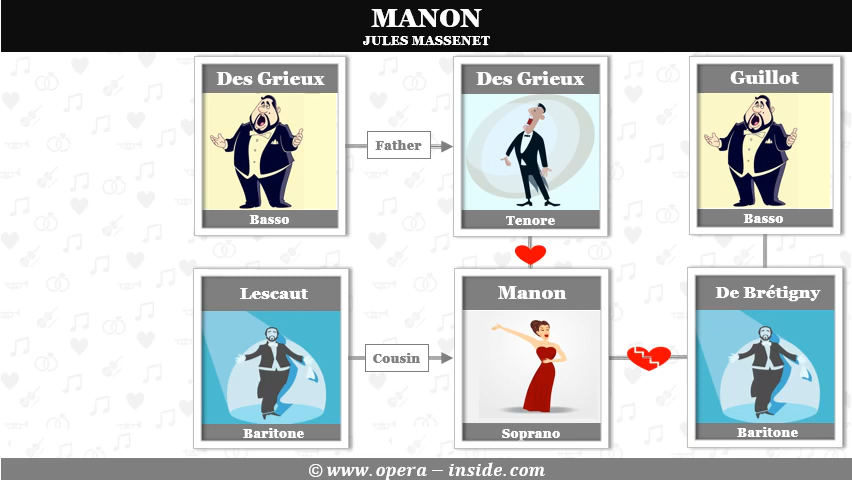 MANON
JULES MASSENET
Des Grieux
Basso
Father
Des Grieux
Tenore
Guillot
Basso
Lescaut
Baritone
Cousin
Manon
Soprano
De Brétigny
Baritone
© www.opera – inside.com